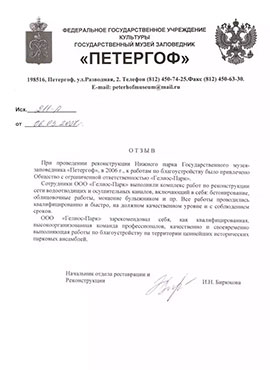 ФЕДЕРАЛЬНОЕ ГОСУДАРСТВЕННОЕ УЧРЕЖДЕНИЕ
КУЛЬТУРЫ
ГОСУДАРСТВЕННЫЙ МУЗЕЙ ЗАПОВЕДНИК
«ПЕТЕРГОФ»
198516, Петергоф, ул.Разводная, 2. Телефон (812) 450-74-25.Факс (812) 450-63-30.
E-mail: peterhofmuseum@mail.ru
Исх.
от
ОТЗЫВ
При проведении реконструкции Нижнего парка Государственного музея-
заповедника «Петергоф», в 2006 г., к работам по благоустройству было привлечено
Общество с ограниченной ответственностью «Гелиос-Парк».
Сотрудники ООО «Гелиос-Парк» выполнили комплекс работ по реконструкции
сети водоотводящих и осушительных каналов, включающий в себя: бетонирование,
облицовочные работы, мощение булыжником и пр. Все работы проводились
квалифицированно и быстро, на должном качественном уровне и с соблюдением
сроков.
ООО «Гелиос-Парк» зарекомендовал себя, как квалифицированная,
высокоорганизованная команда профессионалов, качественно и своевременно
выполняющая работы по благоустройству на территории ценнейших исторических
парковых ансамблей.
Начальник отдела реставрации и
Реконструкции
И.Н. Бирюкова